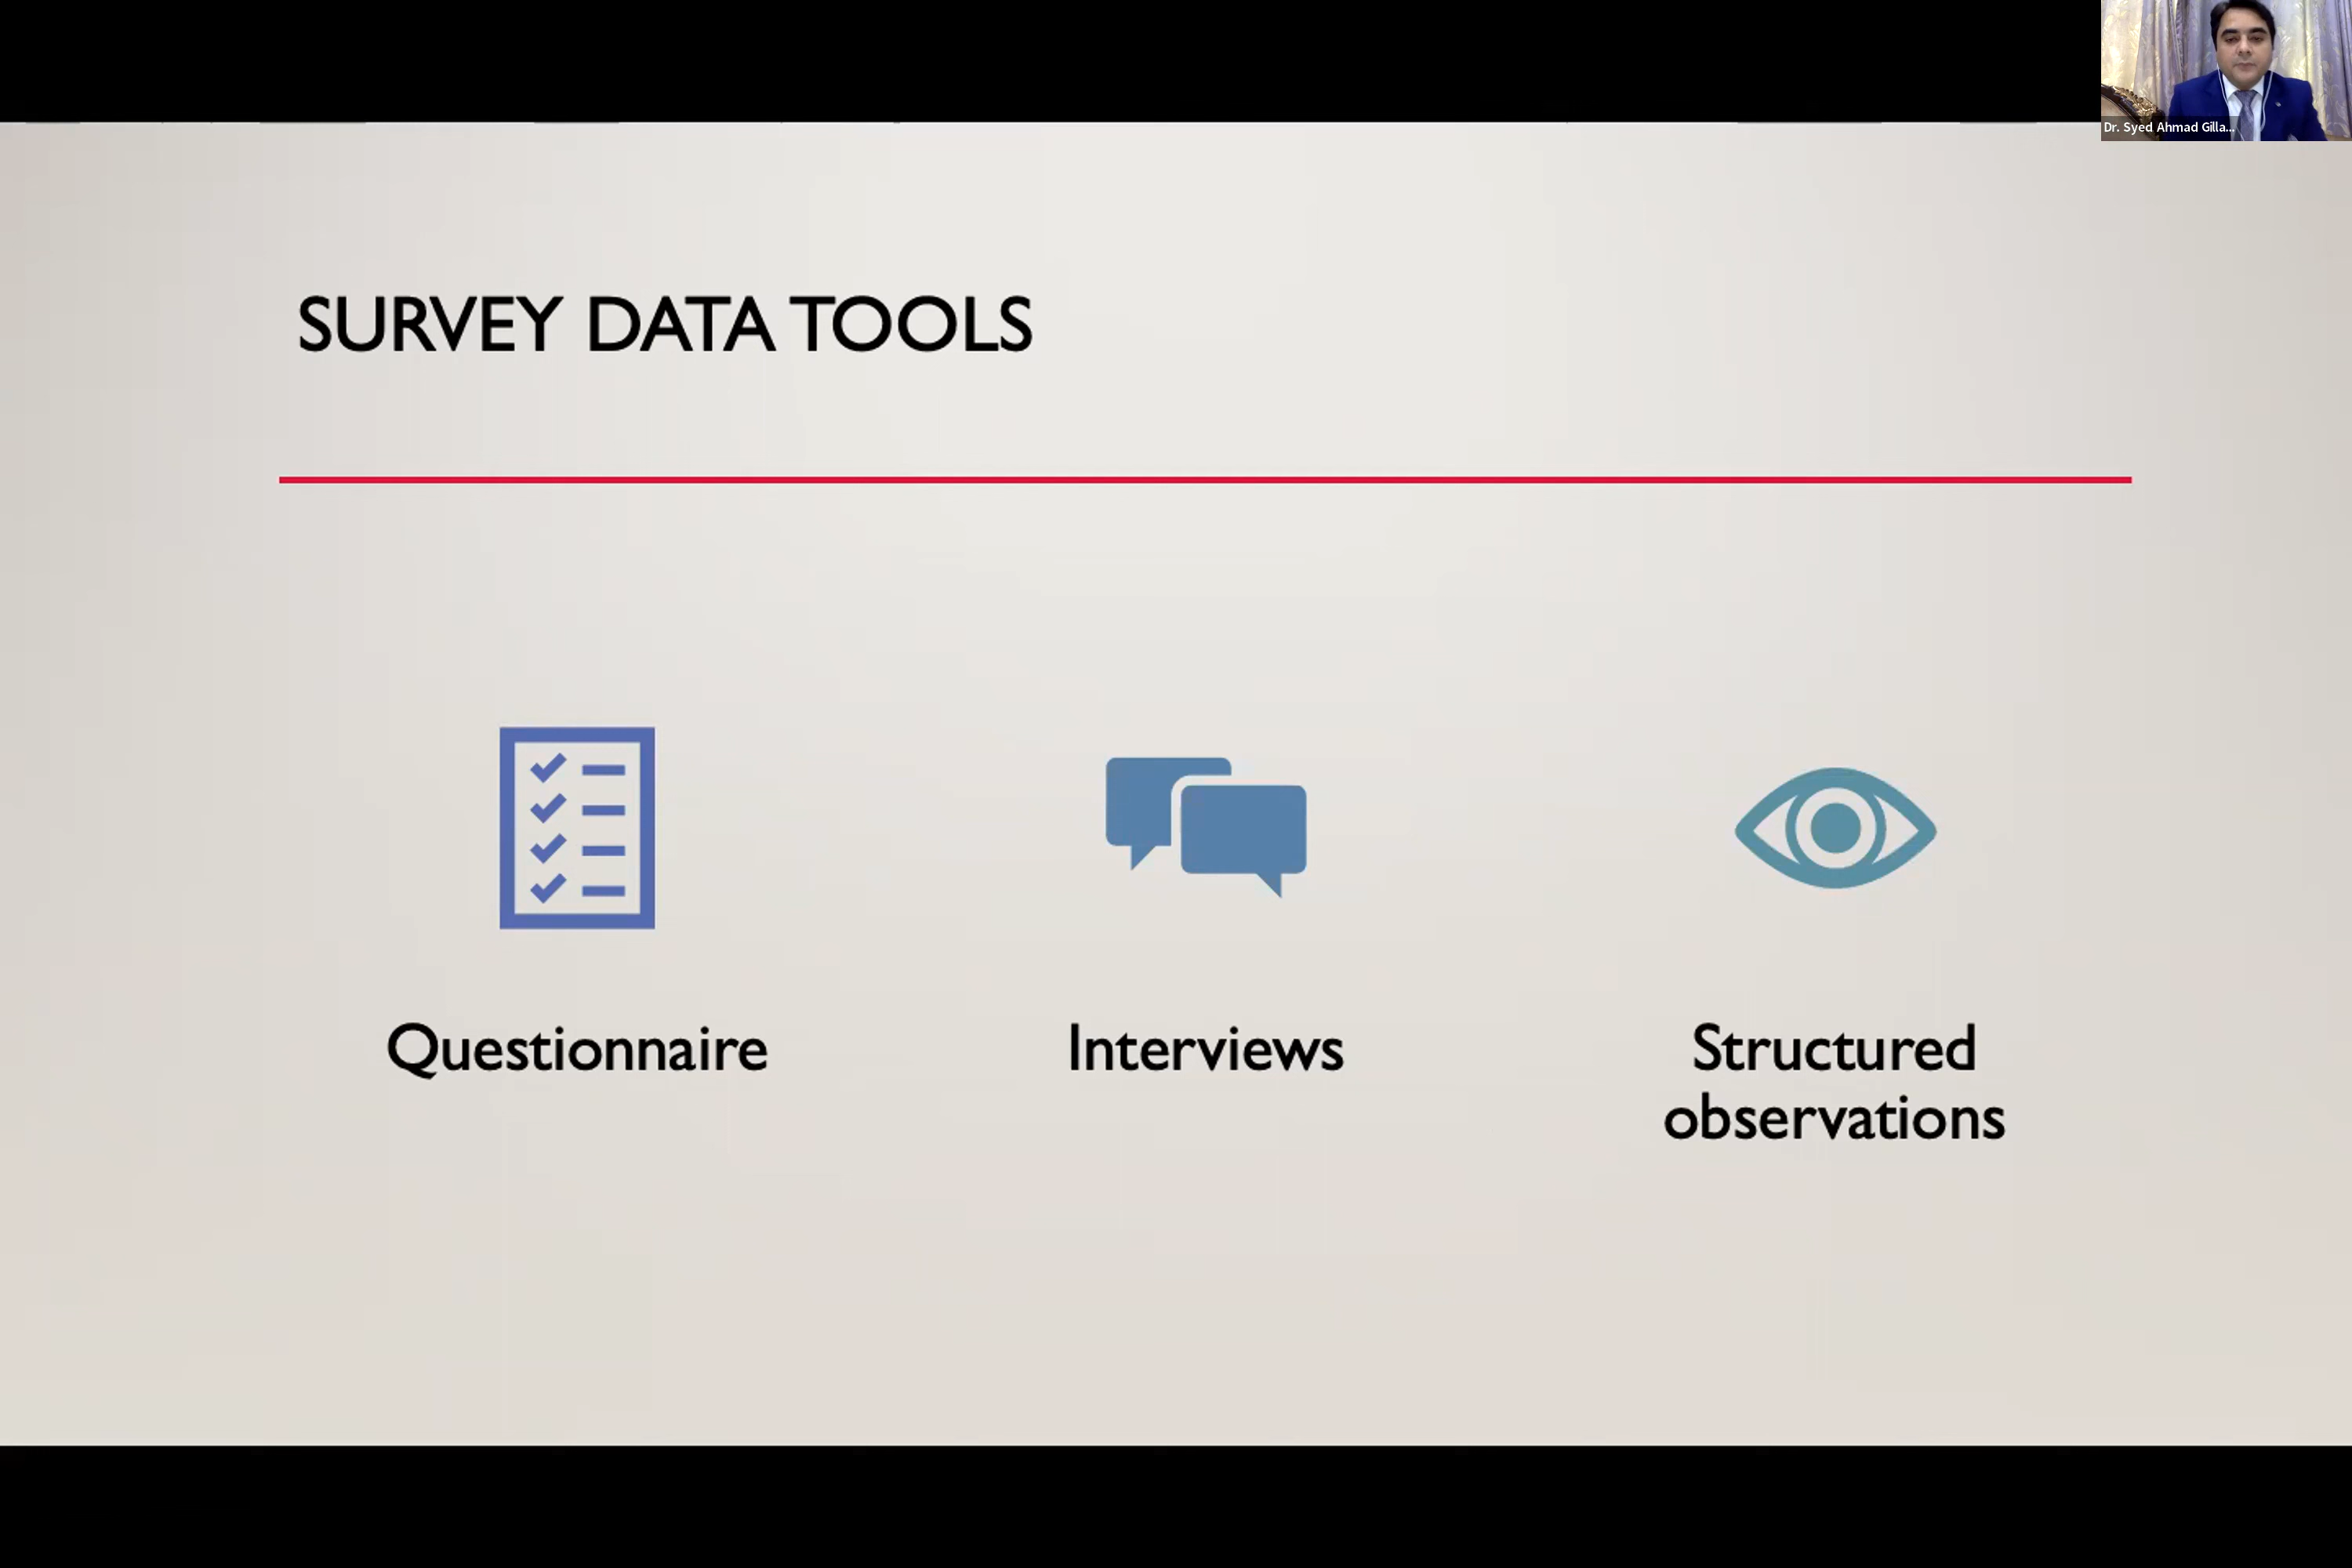 Dr. Syed Ahmad Gilla...
SURVEY DATA TOOLS
Questionnaire
Interviews
Structured
observations